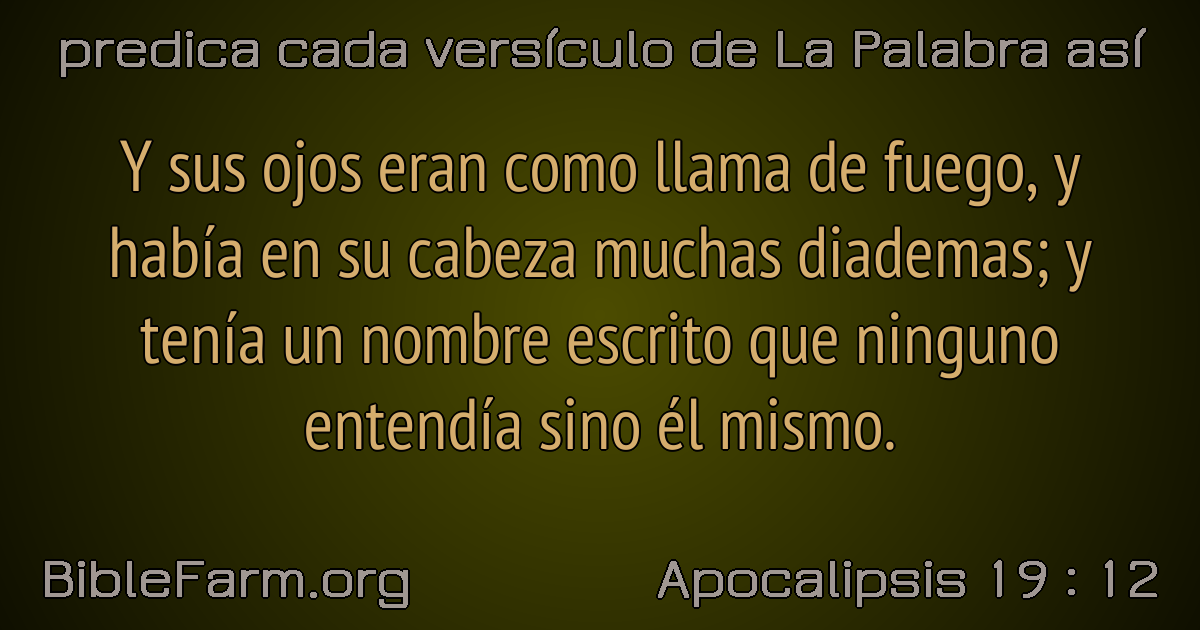 predica cada versículo de La Palabra así
Y sus ojos eran como llama de fuego, y
había en su cabeza muchas diademas; y
tenía un nombre escrito que ninguno
entendía sino él mismo.
BibleFarm.org
Apocalipsis 19 : 12